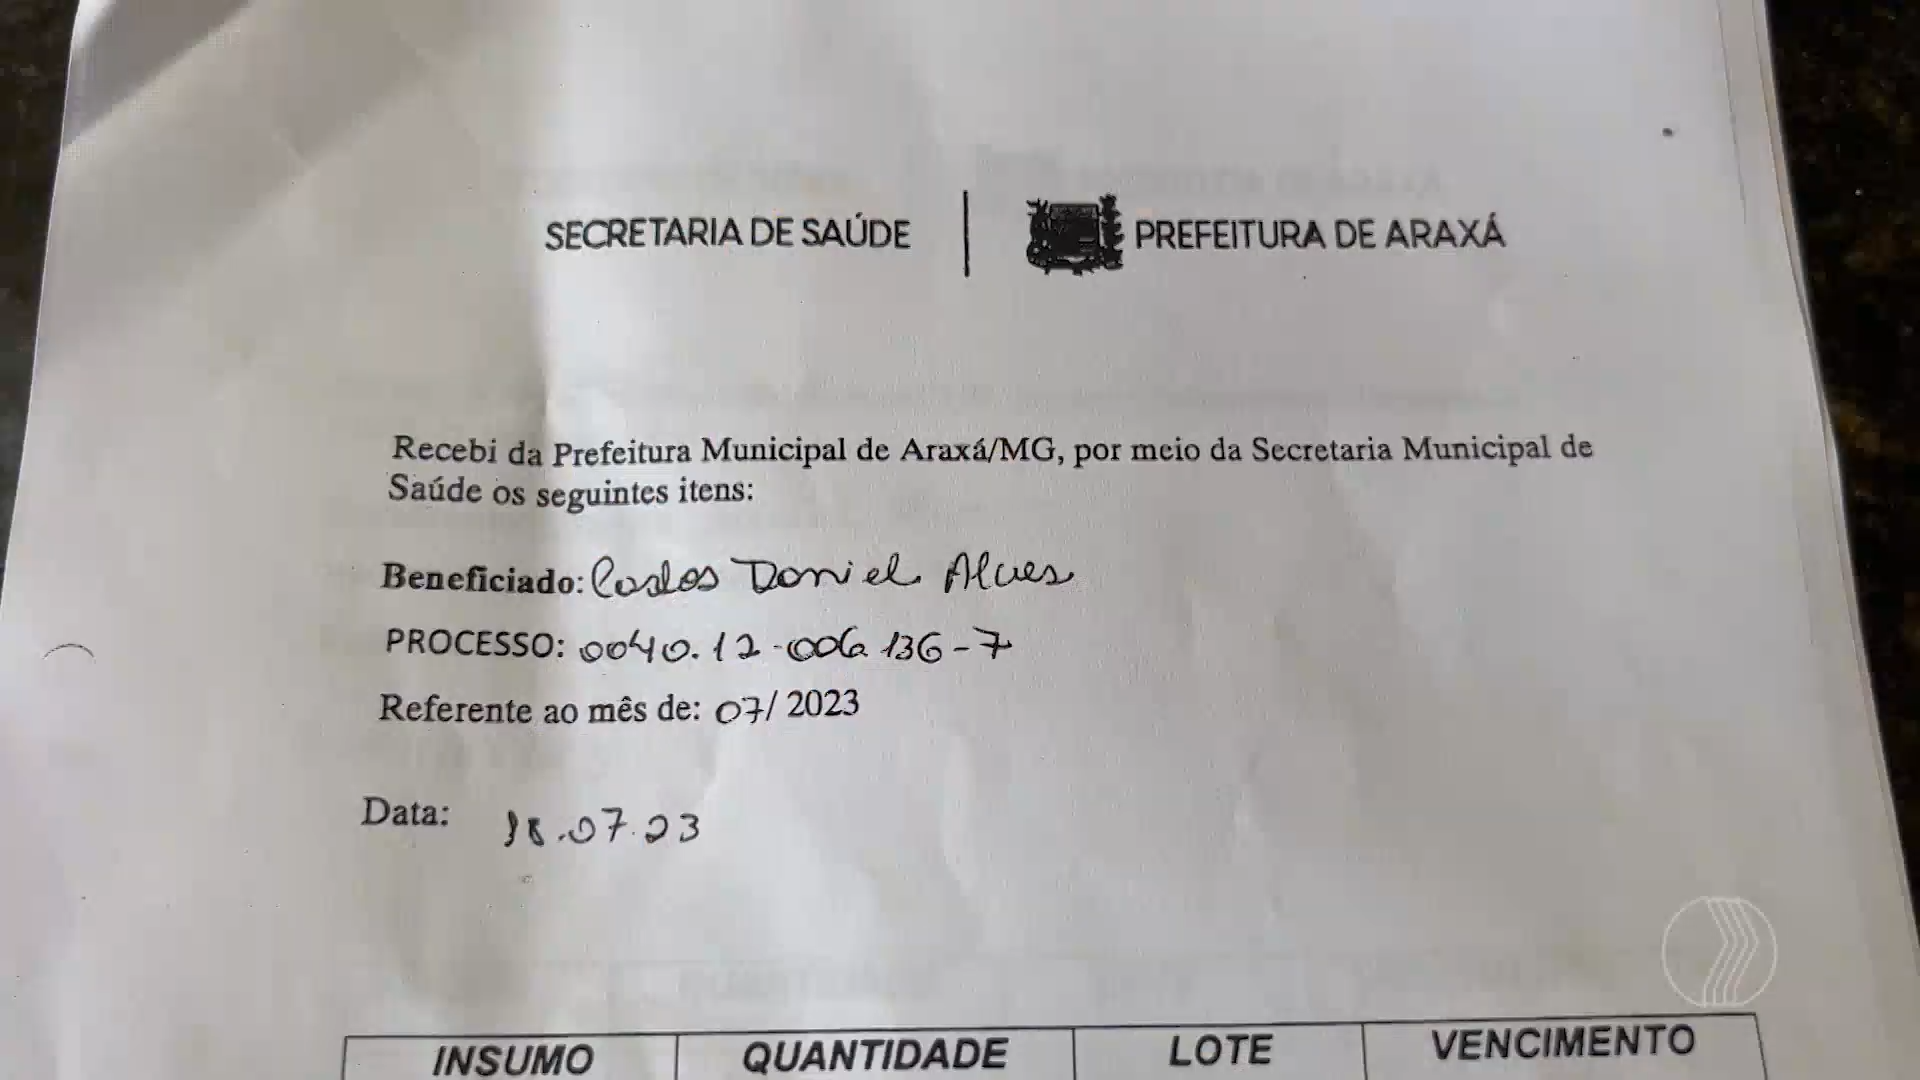 SECRETARIA DE SAÚDE | PREFEITURA DE ARAXÁ
Recebi da Prefeitura Municipal de Araxá/MG, por meio da Secretaria Municipal de
Saúde os seguintes itens:
Beneficiado: Carlos Daniel Alves
PROCESSO: 0040.12-006136-7
Referente ao mês de: 07/2023
Data: 18.07.23
INSUMO QUANTIDADE LOTE VENCIMENTO